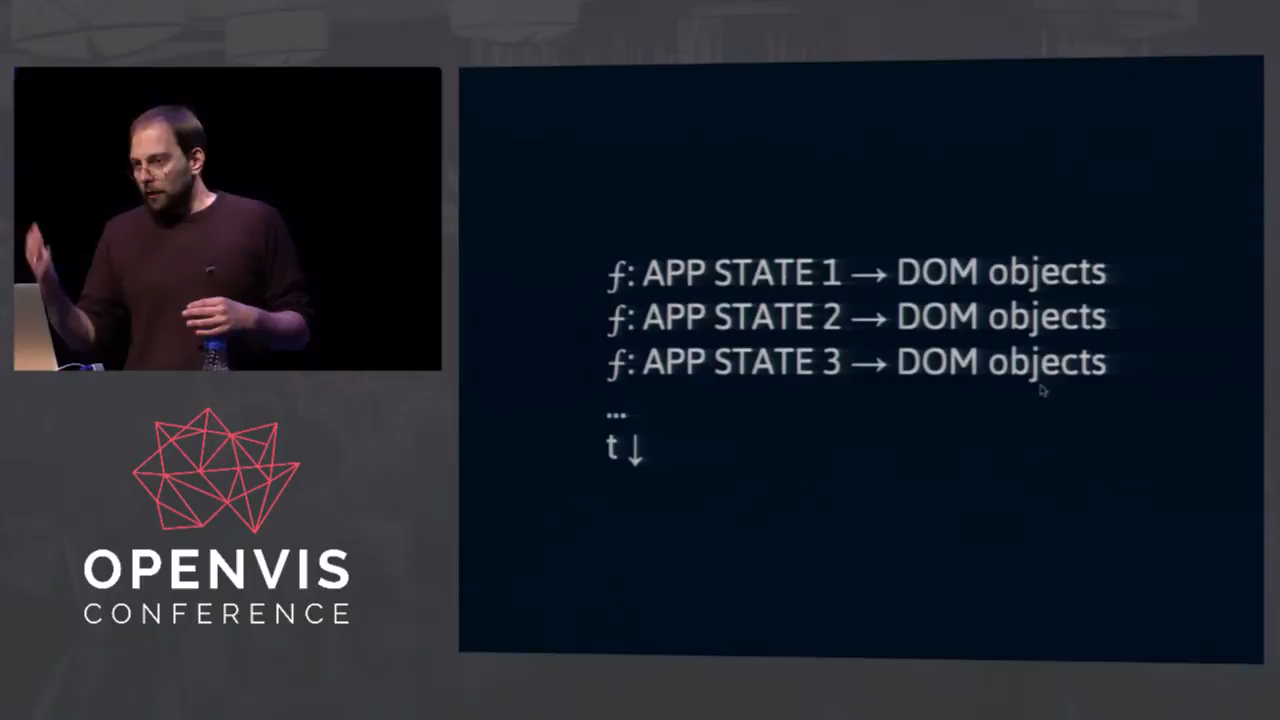 ƒ: APP STATE 1 → DOM objects
ƒ: APP STATE 2 → DOM objects
ƒ: APP STATE 3 → DOM objects
...
t ↓
OPENVIS
CONFERENCE